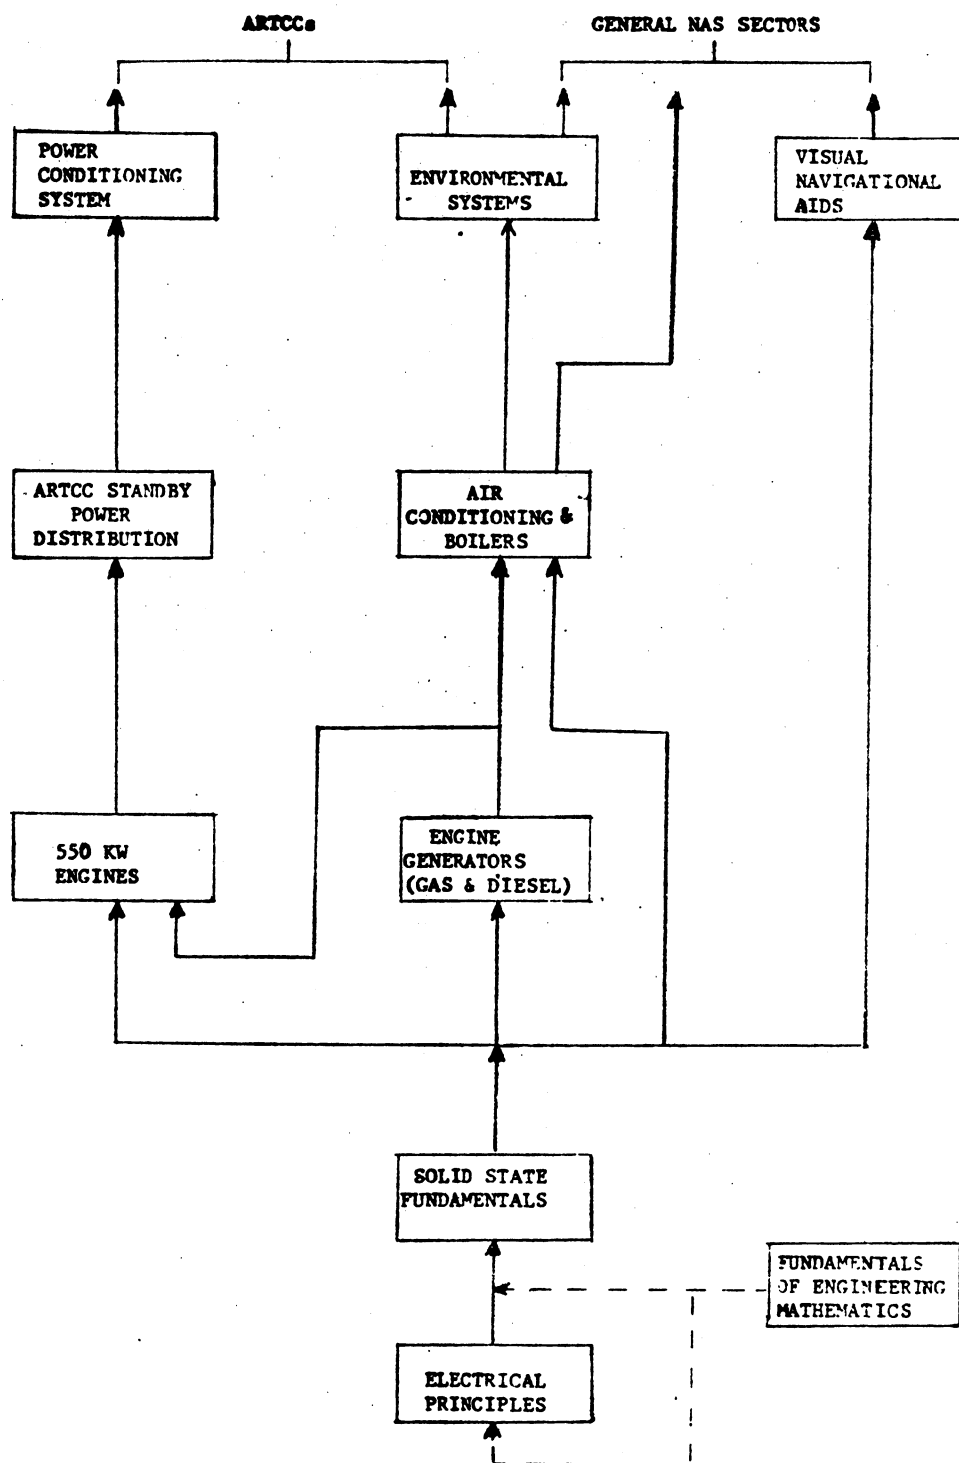 ARTCCs
GENERAL NAS SECTORS
POWER
CONDITIONING
SYSTEM
ENVIRONMENTAL
SYSTEMS
VISUAL
NAVIGATIONAL
AIDS
ARTCC STANDBY
POWER
DISTRIBUTION
AIR
CONDITIONING &
BOILERS
550 KW
ENGINES
ENGINE
GENERATORS
(GAS & DIESEL)
SOLID STATE
FUNDAMENTALS
FUNDAMENTALS
OF ENGINEERING
MATHEMATICS
ELECTRICAL
PRINCIPLES